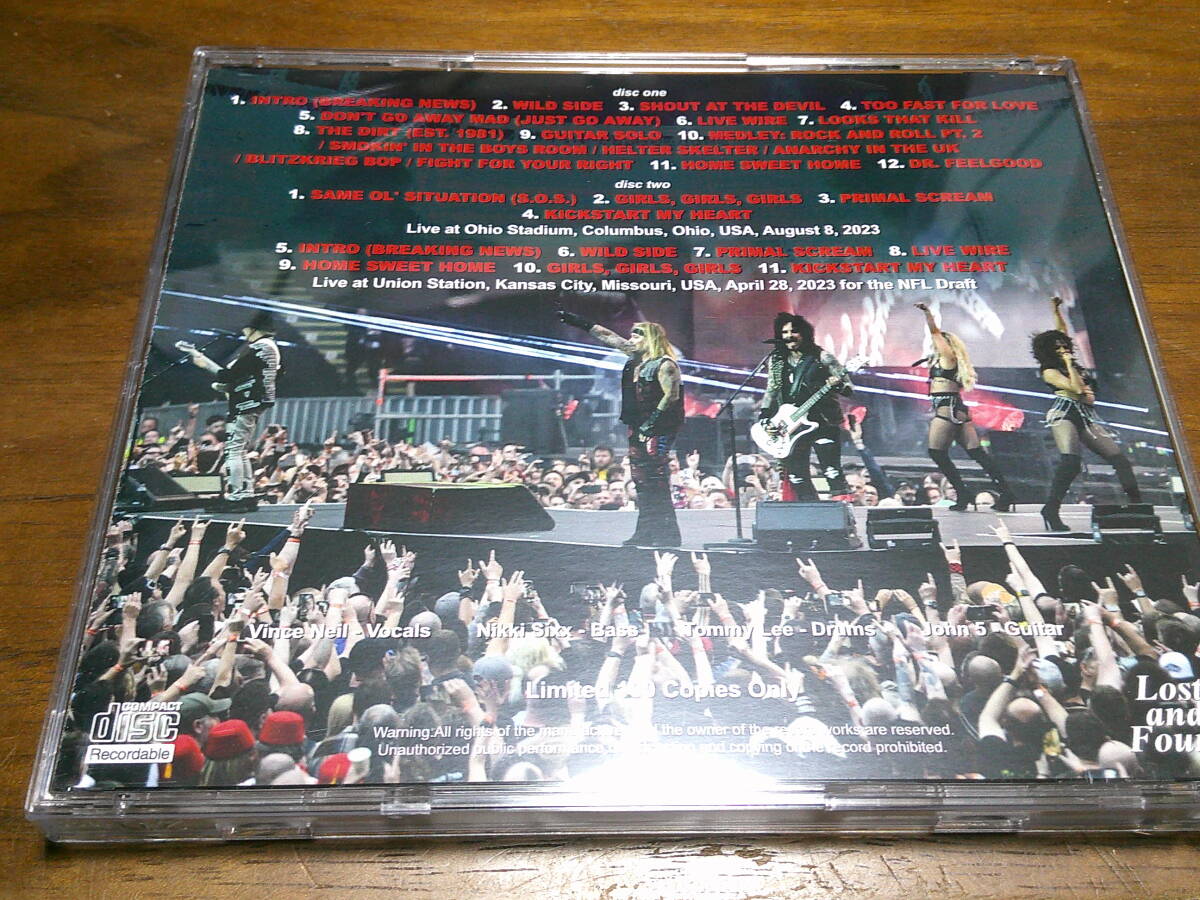 disc one
1. INTRO (BREAKING NEWS) 2. WILD SIDE 3. SHOUT AT THE DEVIL 4. TOO FAST FOR LOVE
5. DON'T GO AWAY MAD (JUST GO AWAY) 6. LIVE WIRE 7. LOOKS THAT KILL
8. THE DIRT (EST. 1981) 9. GUITAR SOLO 10. MEDLEY: ROCK AND ROLL PT. 2
/ SMOKIN' IN THE BOYS ROOM / HELTER SKELTER / ANARCHY IN THE UK
/ BLITZKRIEG BOP / FIGHT FOR YOUR RIGHT 11. HOME SWEET HOME 12. DR. FEELGOOD
disc two
1. SAME OL' SITUATION (S.O.S.) 2. GIRLS, GIRLS, GIRLS 3. PRIMAL SCREAM
4. KICKSTART MY HEART
Live at Ohio Stadium, Columbus, Ohio, USA, August 8, 2023
5. INTRO (BREAKING NEWS) 6. WILD SIDE 7. PRIMAL SCREAM 8. LIVE WIRE
9. HOME SWEET HOME 10. GIRLS, GIRLS, GIRLS 11. KICKSTART MY HEART
Live at Union Station, Kansas City, Missouri, USA, April 28, 2023 for the NFL Draft
Vince Neil - Vocals Nikki Sixx - Bass Tommy Lee - Drums John 5 - Guitar
Limited 100 Copies Only
COMPACT
disc
Recordable
Warning:All rights of the the owner of the works are reserved.
Unauthorized public performance and copying of record prohibited.
Lost
and
Foun